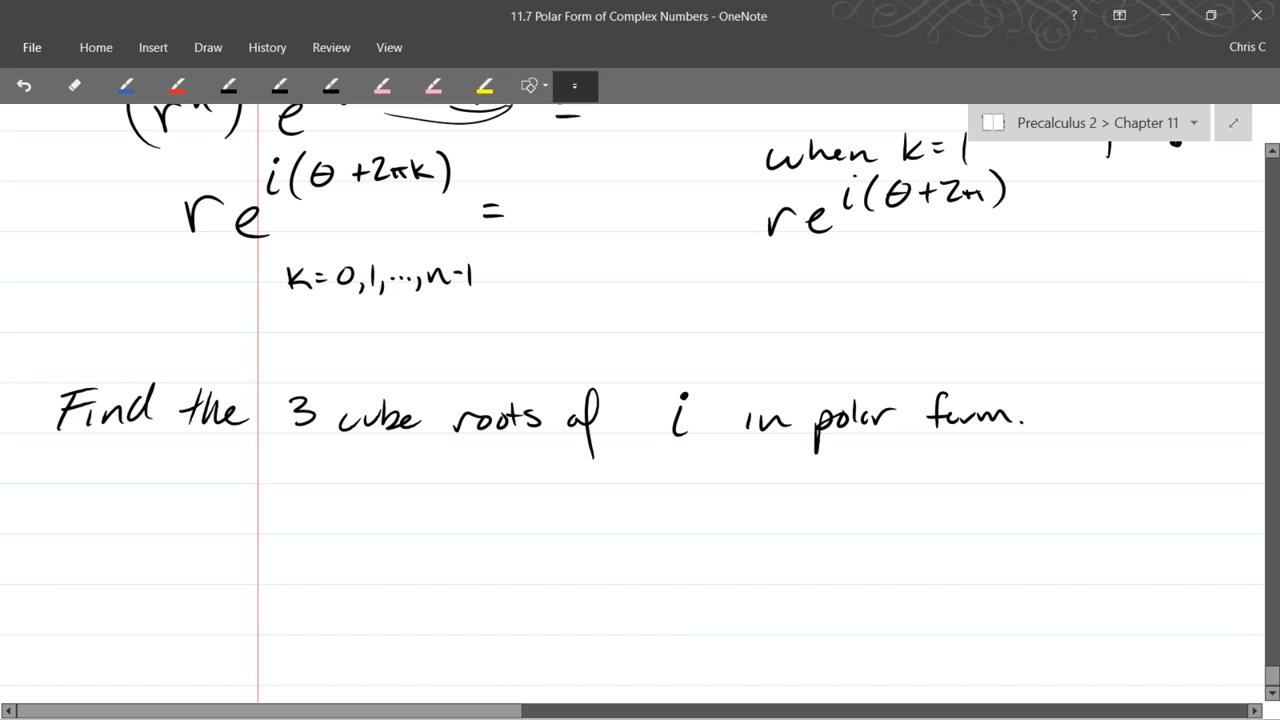 11.7 Polar Form of Complex Numbers - OneNote
?
File Home Insert Draw History Review View Chris C
Precalculus 2 > Chapter 11
(r^n) e =
when k=1
re^i(θ+2πk) =
re^i(θ+2π)
k=0,1,...,n-1
Find the 3 cube roots of i in polar form.